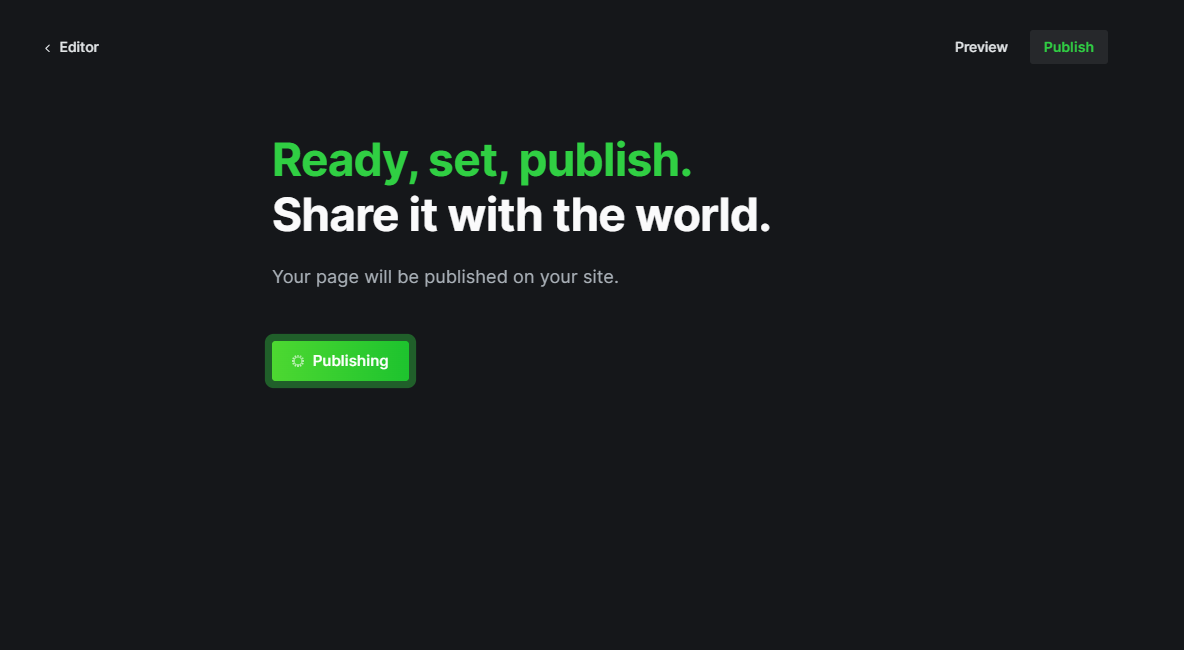 Editor
Preview
Publish
Ready, set, publish.
Share it with the world.
Your page will be published on your site.
Publishing